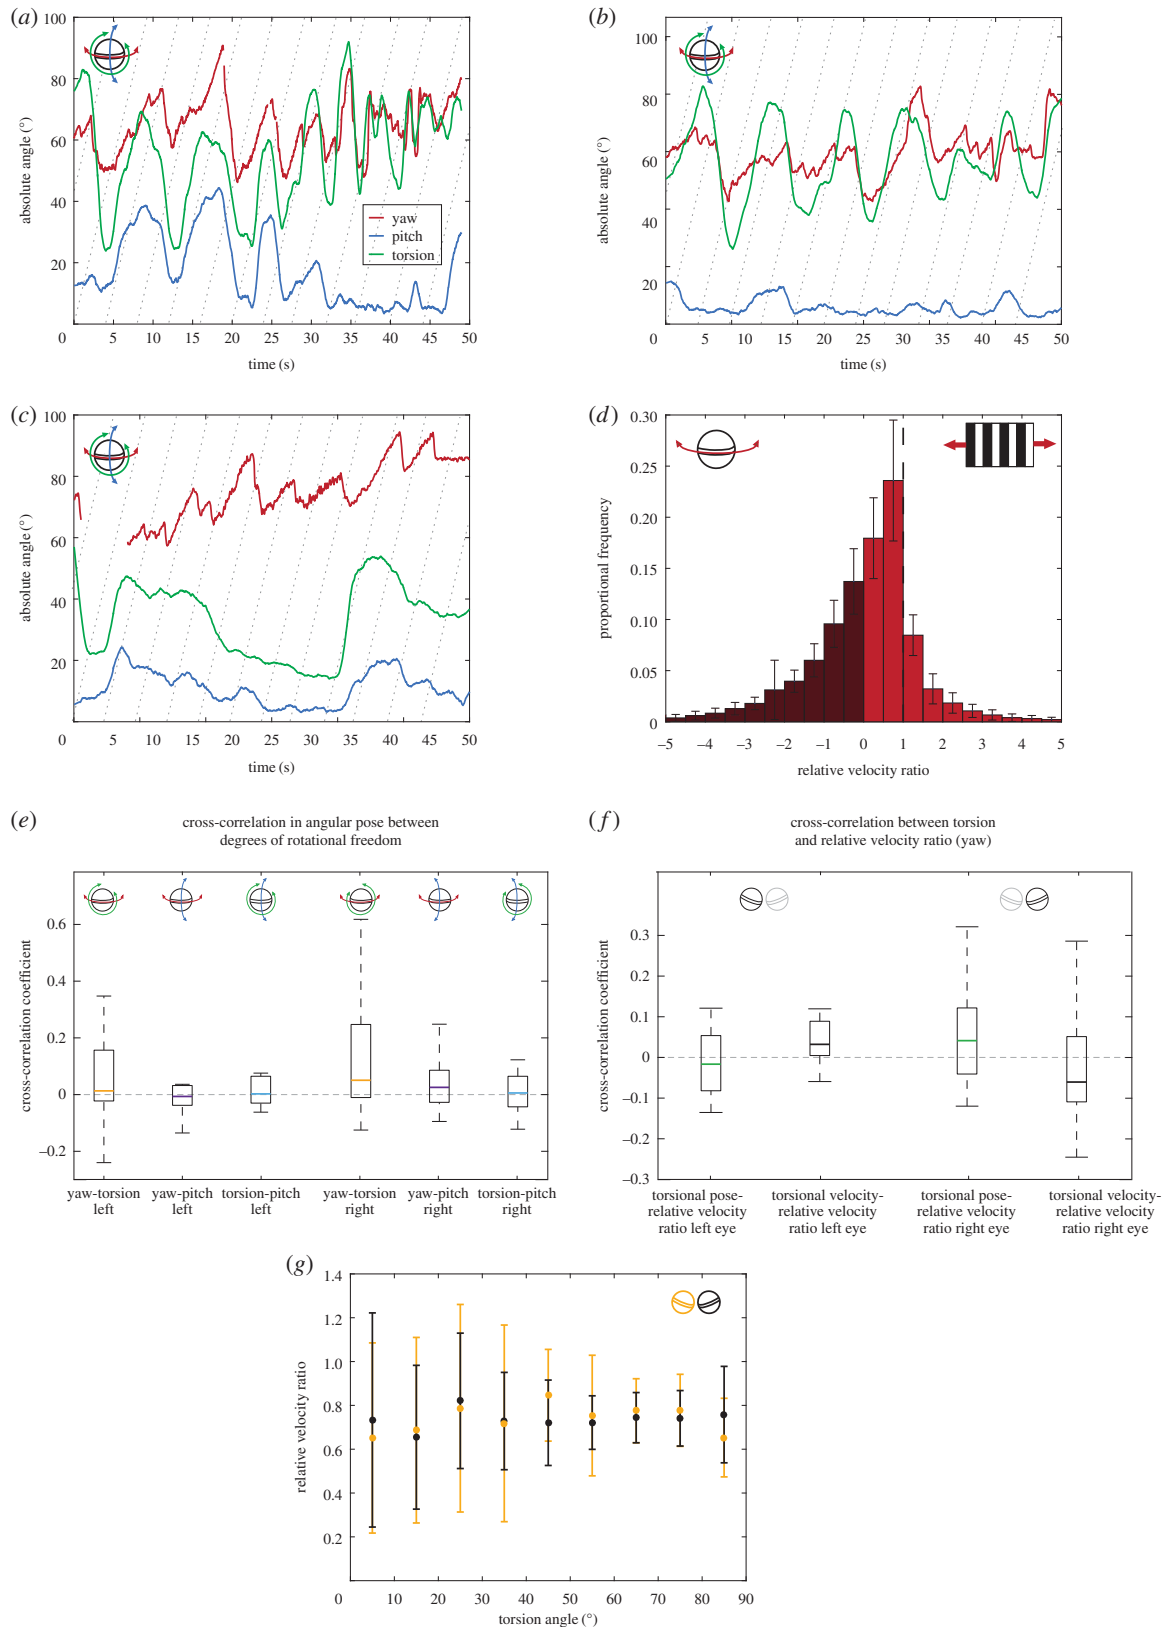 (a)
100
80
60
40
20
0
absolute angle (°)
yaw
pitch
torsion
5 10 15 20 25 30 35 40 45 50
time (s)
(b)
100
80
60
40
20
0
absolute angle (°)
5 10 15 20 25 30 35 40 45 50
time (s)
(c)
100
80
60
40
20
0
absolute angle (°)
5 10 15 20 25 30 35 40 45 50
time (s)
(d)
0.30
0.25
0.20
0.15
0.10
0.05
0
proportional frequency
–5 –4 –3 –2 –1 0 1 2 3 4 5
relative velocity ratio
(e)
cross-correlation in angular pose between
degrees of rotational freedom
0.6
0.4
0.2
0
–0.2
cross-correlation coefficient
yaw-torsion left
yaw-pitch left
torsion-pitch left
yaw-torsion right
yaw-pitch right
torsion-pitch right
(f)
cross-correlation between torsion
and relative velocity ratio (yaw)
0.3
0.2
0.1
0
–0.1
–0.2
–0.3
cross-correlation coefficient
torsional pose-
relative velocity
ratio left eye
torsional velocity-
relative velocity
ratio left eye
torsional pose-
relative velocity
ratio right eye
torsional velocity-
relative velocity
ratio right eye
(g)
1.4
1.2
1.0
0.8
0.6
0.4
0.2
relative velocity ratio
0 10 20 30 40 50 60 70 80 90
torsion angle (°)